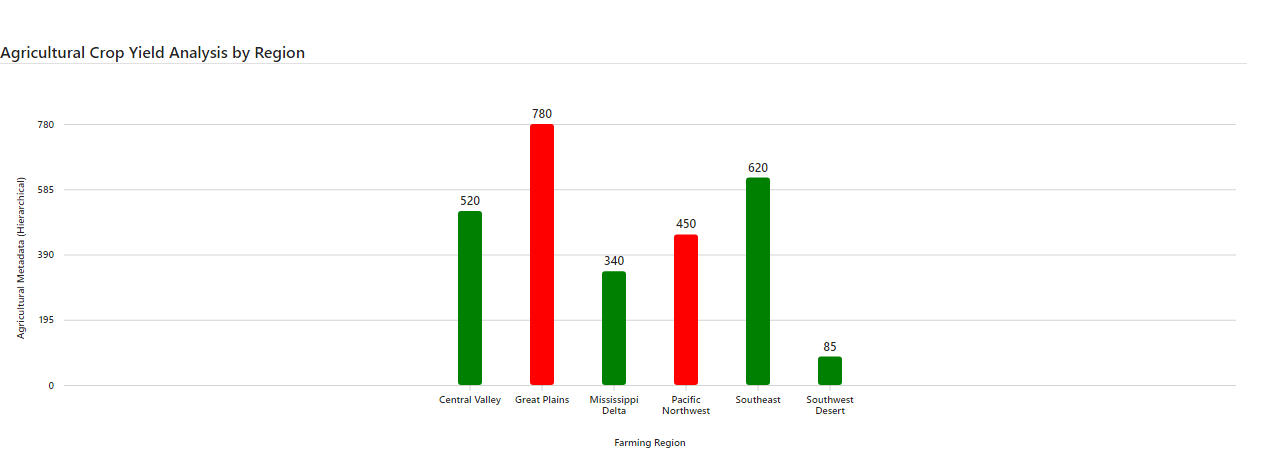 Agricultural Crop Yield Analysis by Region
780
585
390
195
0
Agricultural Metadata (Hierarchical)
520
780
340
450
620
85
Central Valley
Great Plains
Mississippi
Delta
Pacific
Northwest
Southeast
Southwest
Desert
Farming Region